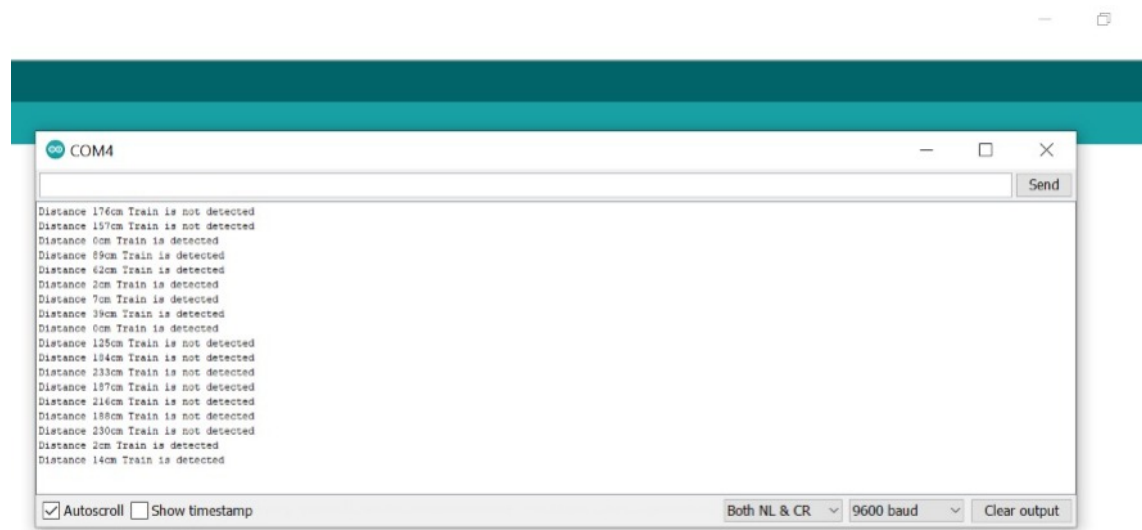 COM4
Send
Distance 176cm Train is not detected
Distance 157cm Train is not detected
Distance 0cm Train is detected
Distance 89cm Train is detected
Distance 62cm Train is detected
Distance 2cm Train is detected
Distance 7cm Train is detected
Distance 39cm Train is detected
Distance 0cm Train is detected
Distance 125cm Train is not detected
Distance 184cm Train is not detected
Distance 233cm Train is not detected
Distance 187cm Train is not detected
Distance 216cm Train is not detected
Distance 188cm Train is not detected
Distance 230cm Train is not detected
Distance 2cm Train is detected
Distance 14cm Train is detected
Autoscroll Show timestamp Both NL & CR 9600 baud Clear output